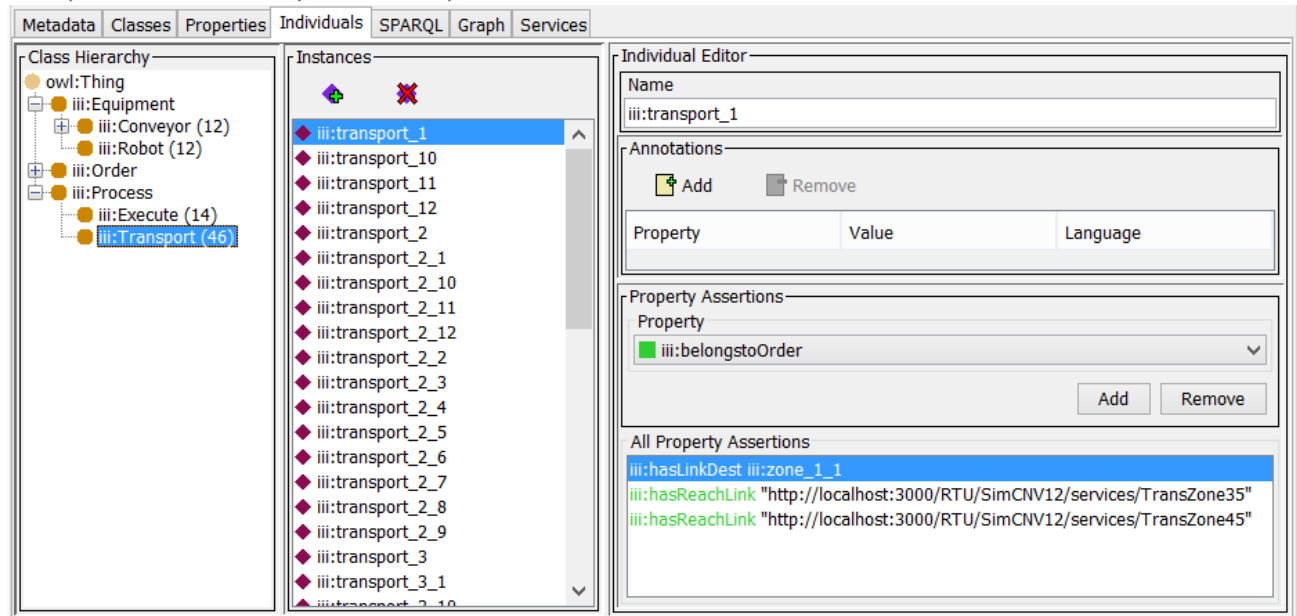 Metadata Classes Properties Individuals SPARQL Graph Services
Class Hierarchy
owl:Thing
iii:Equipment
iii:Conveyor (12)
iii:Robot (12)
iii:Order
iii:Process
iii:Execute (14)
iii:Transport (46)
Instances
iii:transport_1
iii:transport_10
iii:transport_11
iii:transport_12
iii:transport_2
iii:transport_2_1
iii:transport_2_10
iii:transport_2_11
iii:transport_2_12
iii:transport_2_2
iii:transport_2_3
iii:transport_2_4
iii:transport_2_5
iii:transport_2_6
iii:transport_2_7
iii:transport_2_8
iii:transport_2_9
iii:transport_3
iii:transport_3_1
Individual Editor
Name
iii:transport_1
Annotations
Add Remove
Property Value Language
Property Assertions
Property
iii:belongstoOrder
Add Remove
All Property Assertions
iii:hasLinkDest iii:zone_1_1
iii:hasReachLink "http://localhost:3000/RTU/SimCNV12/services/TransZone35"
iii:hasReachLink "http://localhost:3000/RTU/SimCNV12/services/TransZone45"